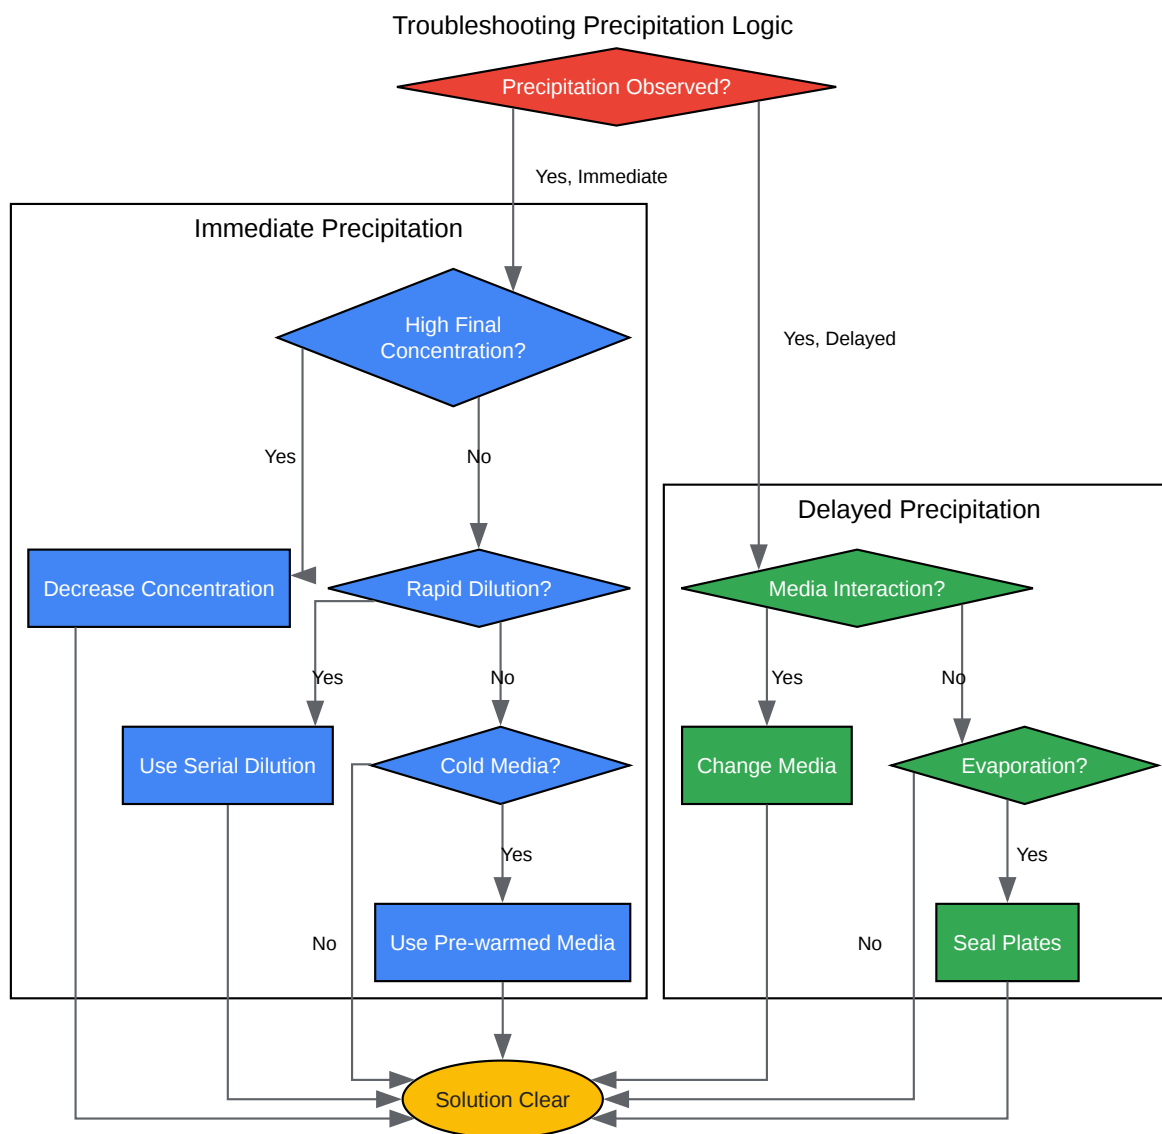 Troubleshooting Precipitation Logic
Precipitation Observed?
Yes, Immediate
Immediate Precipitation
High Final
Concentration?
Yes, Delayed
Yes
No
Delayed Precipitation
Decrease Concentration
Rapid Dilution?
Media Interaction?
Yes
No
Yes
No
Use Serial Dilution
Cold Media?
Change Media
Evaporation?
Yes
Yes
No
Use Pre-warmed Media
No
Seal Plates
Solution Clear